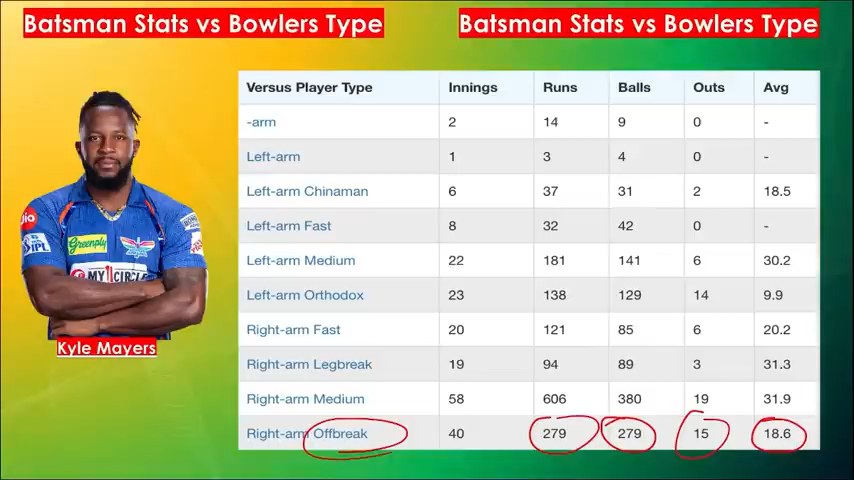 Batsman Stats vs Bowlers Type
Batsman Stats vs Bowlers Type
Versus Player Type Innings Runs Balls Outs Avg
-arm 2 14 9 0 -
Left-arm 1 3 4 0 -
Left-arm Chinaman 6 37 31 2 18.5
Left-arm Fast 8 32 42 0 -
Left-arm Medium 22 181 141 6 30.2
Left-arm Orthodox 23 138 129 14 9.9
Right-arm Fast 20 121 85 6 20.2
Right-arm Legbreak 19 94 89 3 31.3
Right-arm Medium 58 606 380 19 31.9
Right-arm Offbreak 40 279 279 15 18.6
Jio
IPL
Greenply
MY11CIRCLE
Kyle Mayers